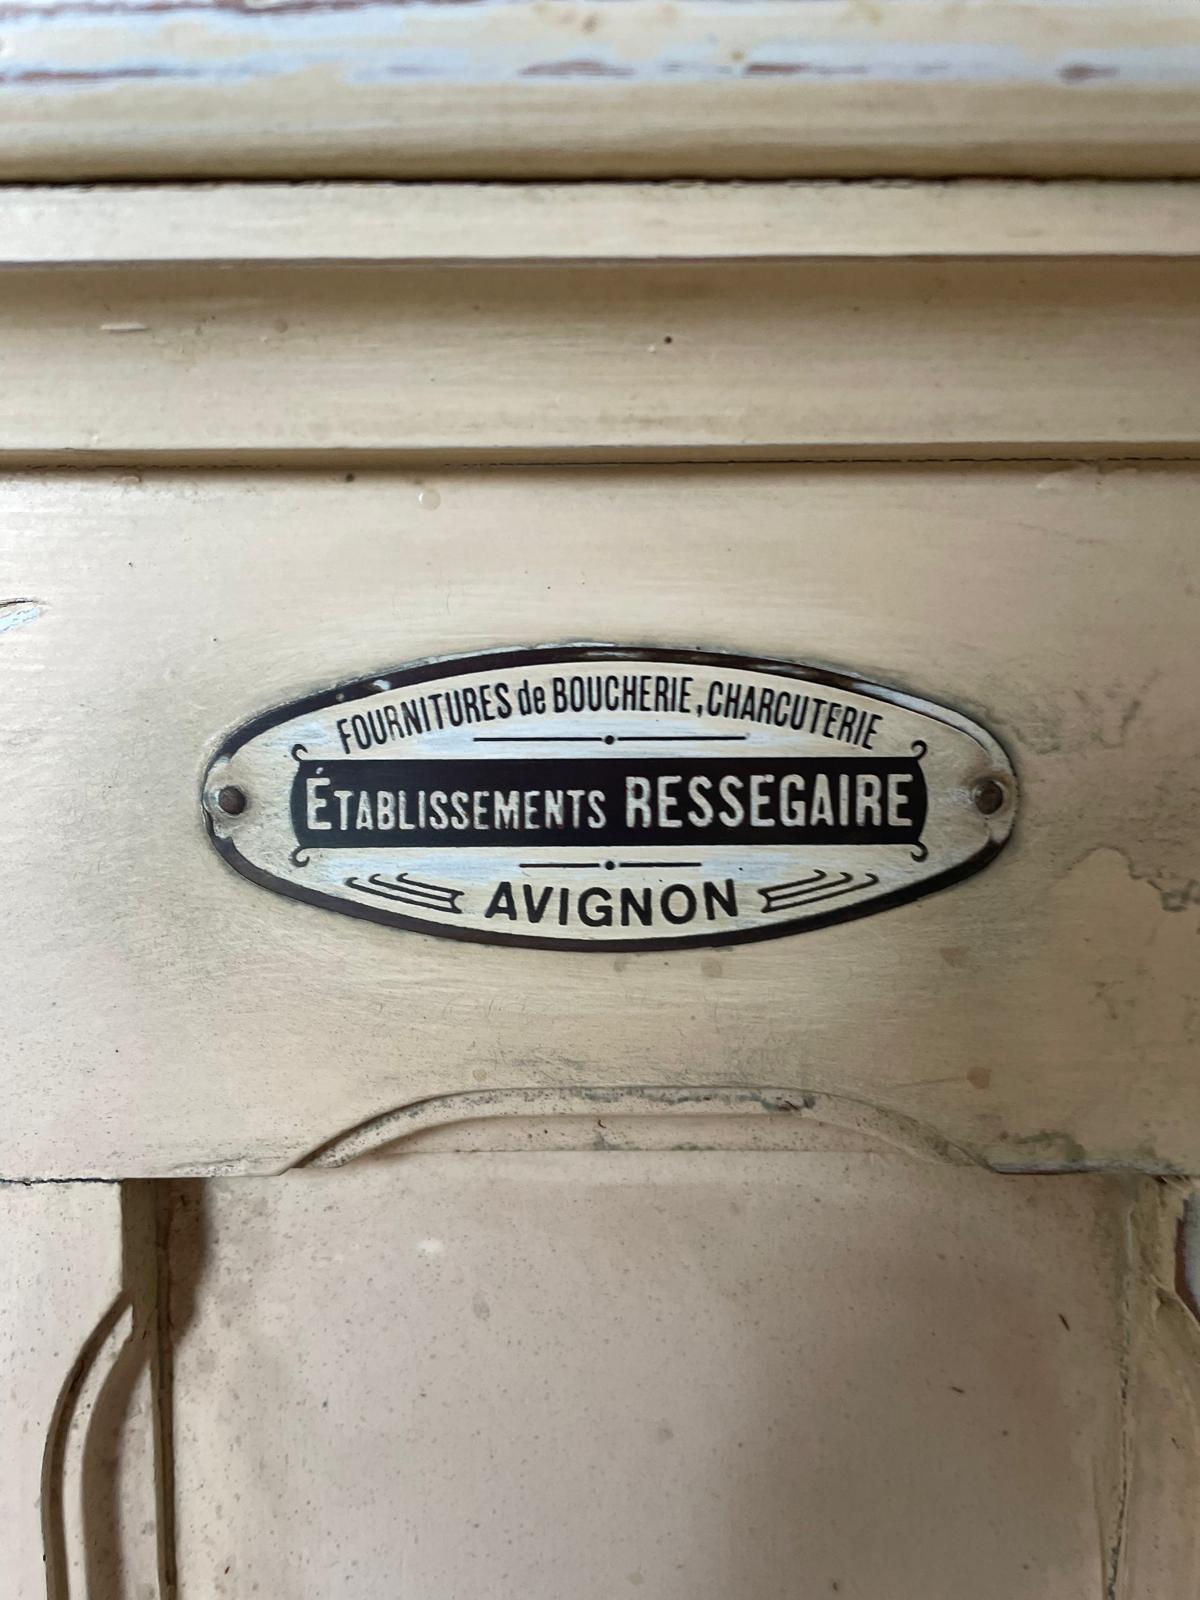 FOURNITURES de BOUCHERIE, CHARCUTERIE
ÉTABLISSEMENTS RESSEGAIRE
AVIGNON